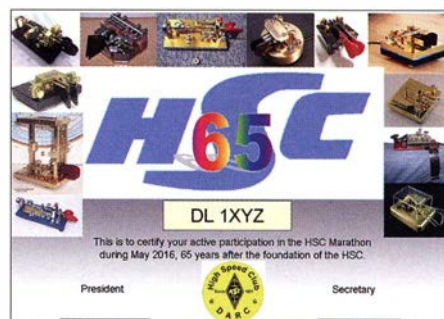 HSC
65
DL 1XYZ
This is to certify your active participation in the HSC Marathon
during May 2016, 65 years after the foundation of the HSC.
President
High Speed Club
HSC
DARC
Secretary